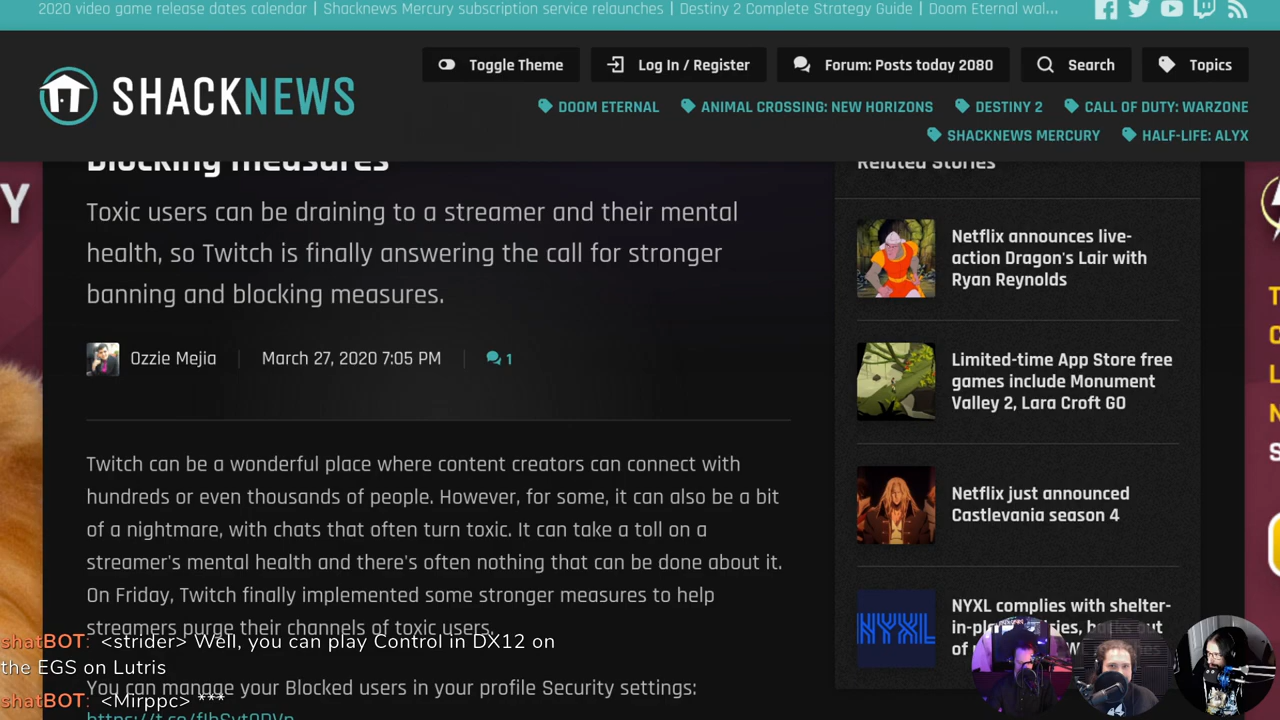 2020 video game release dates calendar | Shacknews Mercury subscription service relaunches | Destiny 2 Complete Strategy Guide | Doom Eternal wal...
SHACKNEWS
Toggle Theme
Log In / Register
Forum: Posts today 2080
Search
Topics
DOOM ETERNAL
ANIMAL CROSSING: NEW HORIZONS
DESTINY 2
CALL OF DUTY: WARZONE
SHACKNEWS MERCURY
HALF-LIFE: ALYX
Blocking measures
Toxic users can be draining to a streamer and their mental
health, so Twitch is finally answering the call for stronger
banning and blocking measures.
Ozzie Mejia
March 27, 2020 7:05 PM
1
Twitch can be a wonderful place where content creators can connect with
hundreds or even thousands of people. However, for some, it can also be a bit
of a nightmare, with chats that often turn toxic. It can take a toll on a
streamer's mental health and there's often nothing that can be done about it.
On Friday, Twitch finally implemented some stronger measures to help
streamers purge their channels of toxic users.
You can manage your Blocked users in your profile Security settings:
Related Stories
Netflix announces live-
action Dragon's Lair with
Ryan Reynolds
Limited-time App Store free
games include Monument
Valley 2, Lara Croft GO
Netflix just announced
Castlevania season 4
NYXL
NYXL complies with shelter-
shatBOT: <strider> Well, you can play Control in DX12 on
the EGS on Lutris
shatBOT: <Mirppc> ***